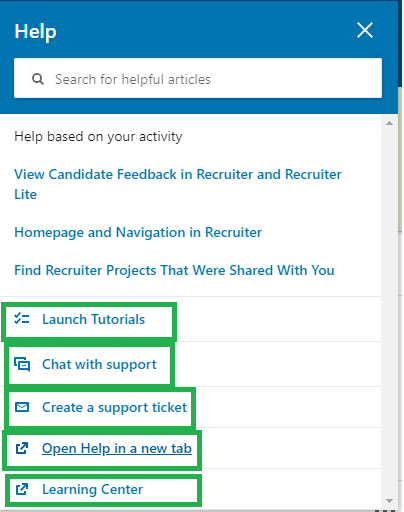 Help
Search for helpful articles
Help based on your activity
View Candidate Feedback in Recruiter and Recruiter
Lite
Homepage and Navigation in Recruiter
Find Recruiter Projects That Were Shared With You
Launch Tutorials
Chat with support
Create a support ticket
Open Help in a new tab
Learning Center